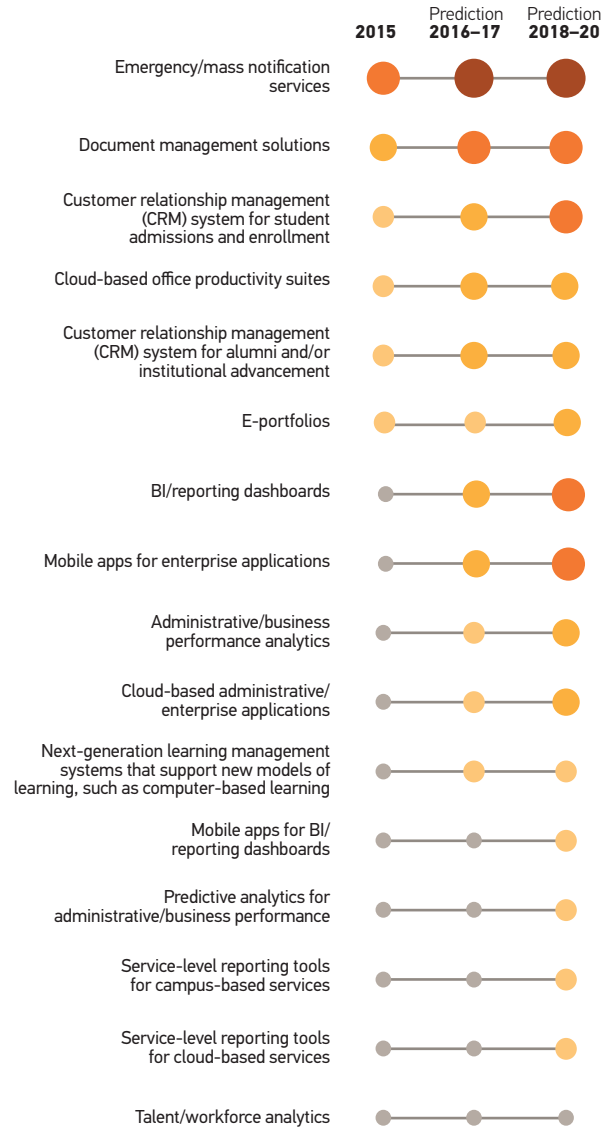 Prediction Prediction
2015 2016–17 2018–20
Emergency/mass notification
services
Document management solutions
Customer relationship management
(CRM) system for student
admissions and enrollment
Cloud-based office productivity suites
Customer relationship management
(CRM) system for alumni and/or
institutional advancement
E-portfolios
BI/reporting dashboards
Mobile apps for enterprise applications
Administrative/business
performance analytics
Cloud-based administrative/
enterprise applications
Next-generation learning management
systems that support new models of
learning, such as computer-based learning
Mobile apps for BI/
reporting dashboards
Predictive analytics for
administrative/business performance
Service-level reporting tools
for campus-based services
Service-level reporting tools
for cloud-based services
Talent/workforce analytics